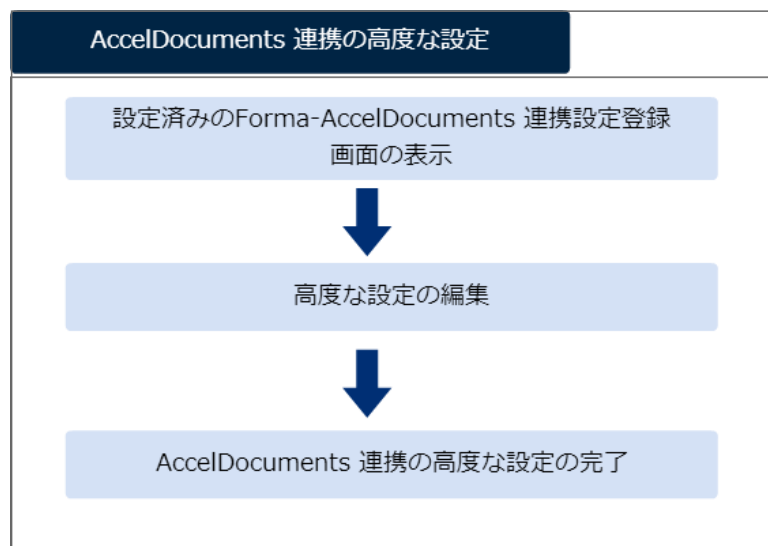 AccelDocuments 連携の高度な設定
設定済みのForma-AccelDocuments 連携設定登録
画面の表示
高度な設定の編集
AccelDocuments 連携の高度な設定の完了